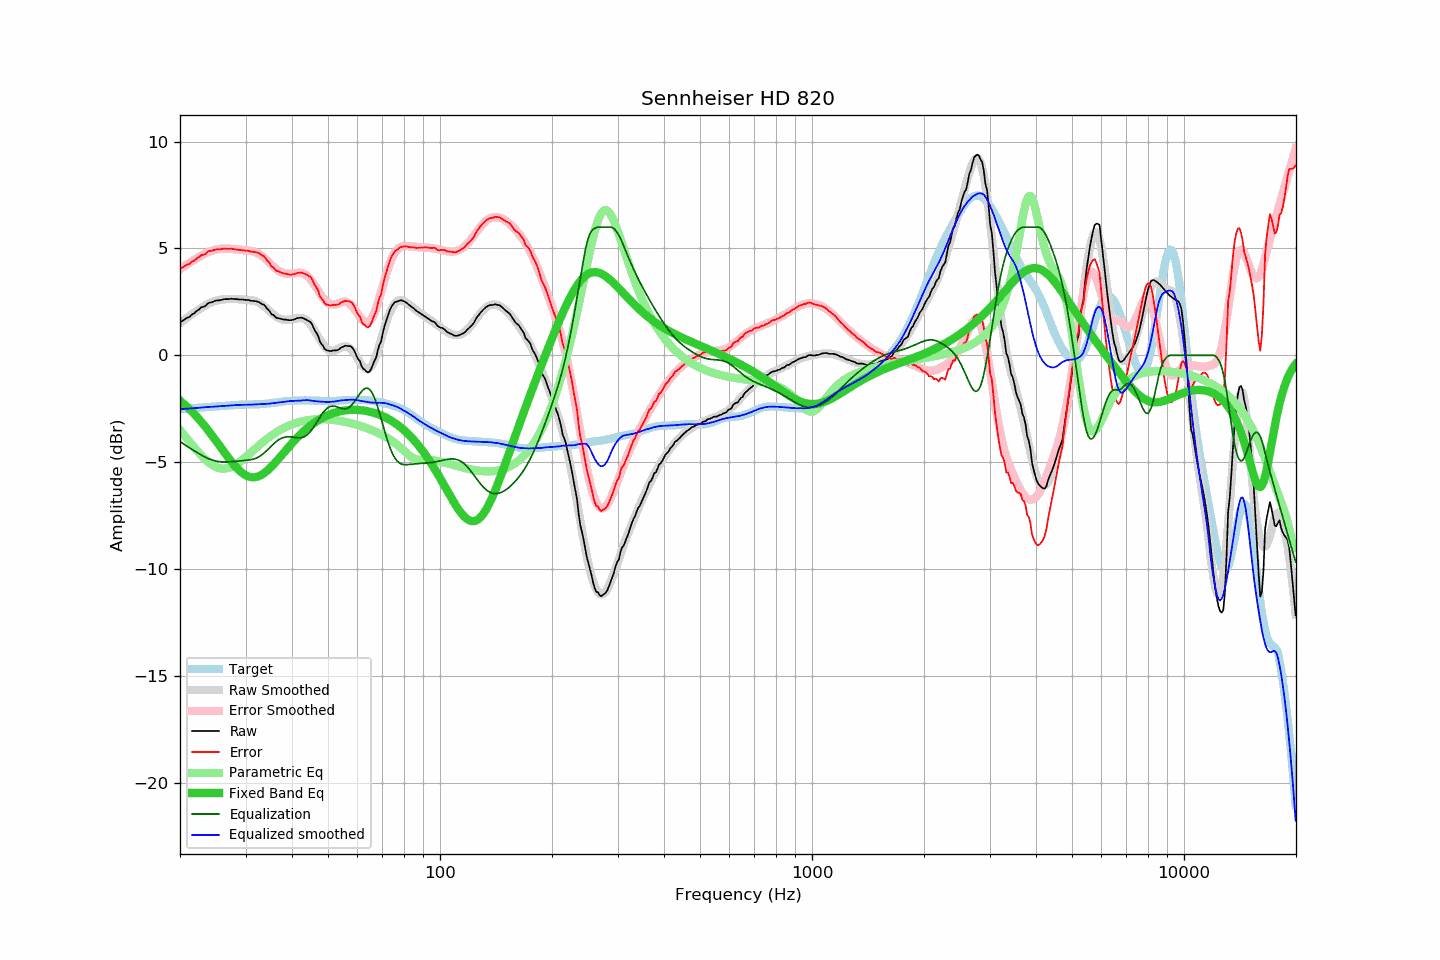 Sennheiser HD 820
10
5
0
−5
−10
−15
−20
Amplitude (dBr)
Target
Raw Smoothed
Error Smoothed
Raw
Error
Parametric Eq
Fixed Band Eq
Equalization
Equalized smoothed
100
1000
10000
Frequency (Hz)